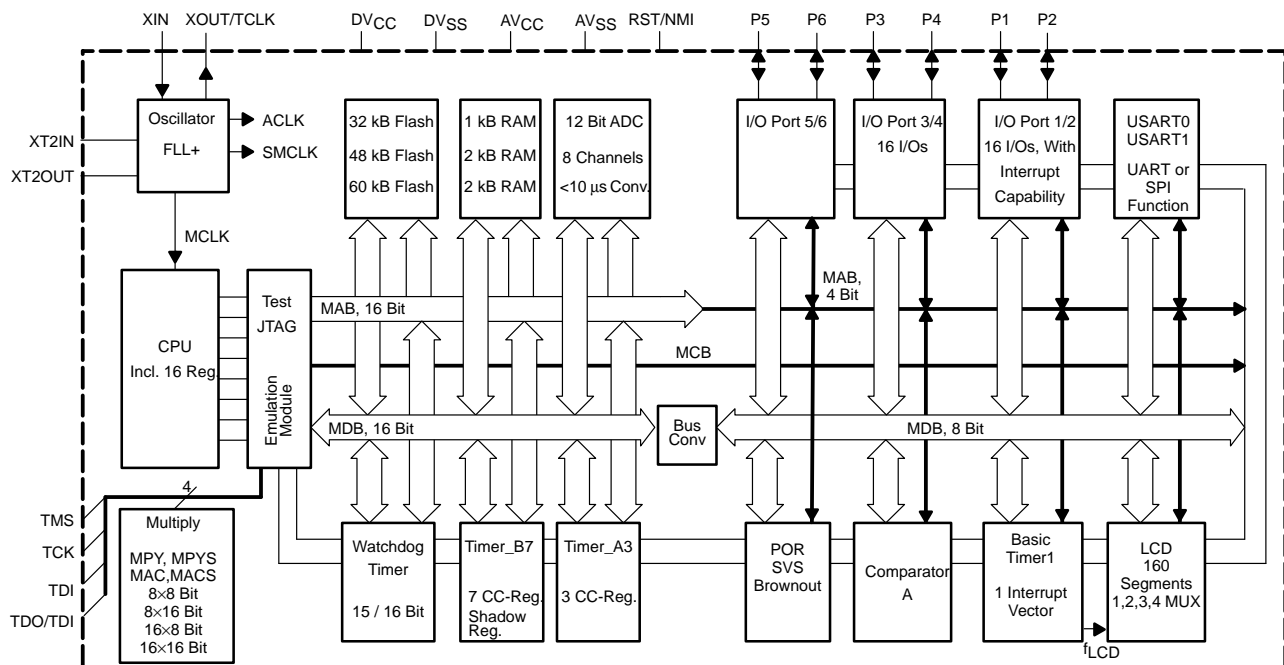 XIN
XOUT/TCLK
DVCC
DVSS
AVCC
AVSS
RST/NMI
P5
P6
P3
P4
P1
P2
XT2IN
XT2OUT
Oscillator
FLL+
ACLK
SMCLK
32 kB Flash
48 kB Flash
60 kB Flash
1 kB RAM
2 kB RAM
2 kB RAM
12 Bit ADC
8 Channels
<10 µs Conv.
I/O Port 5/6
I/O Port 3/4
16 I/Os
I/O Port 1/2
16 I/Os, With
Interrupt
Capability
USART0
USART1
UART or
SPI
Function
MCLK
CPU
Incl. 16 Reg.
Test
JTAG
Emulation
Module
MAB, 16 Bit
MAB,
4 Bit
MCB
MDB, 16 Bit
Bus
Conv
MDB, 8 Bit
4
TMS
TCK
TDI
TDO/TDI
Multiply
MPY, MPYS
MAC,MACS
8×8 Bit
8×16 Bit
16×8 Bit
16×16 Bit
Watchdog
Timer
15 / 16 Bit
Timer_B7
7 CC-Reg.
Shadow
Reg.
Timer_A3
3 CC-Reg.
POR
SVS
Brownout
Comparator
A
Basic
Timer1
1 Interrupt
Vector
LCD
160
Segments
1,2,3,4 MUX
fLCD